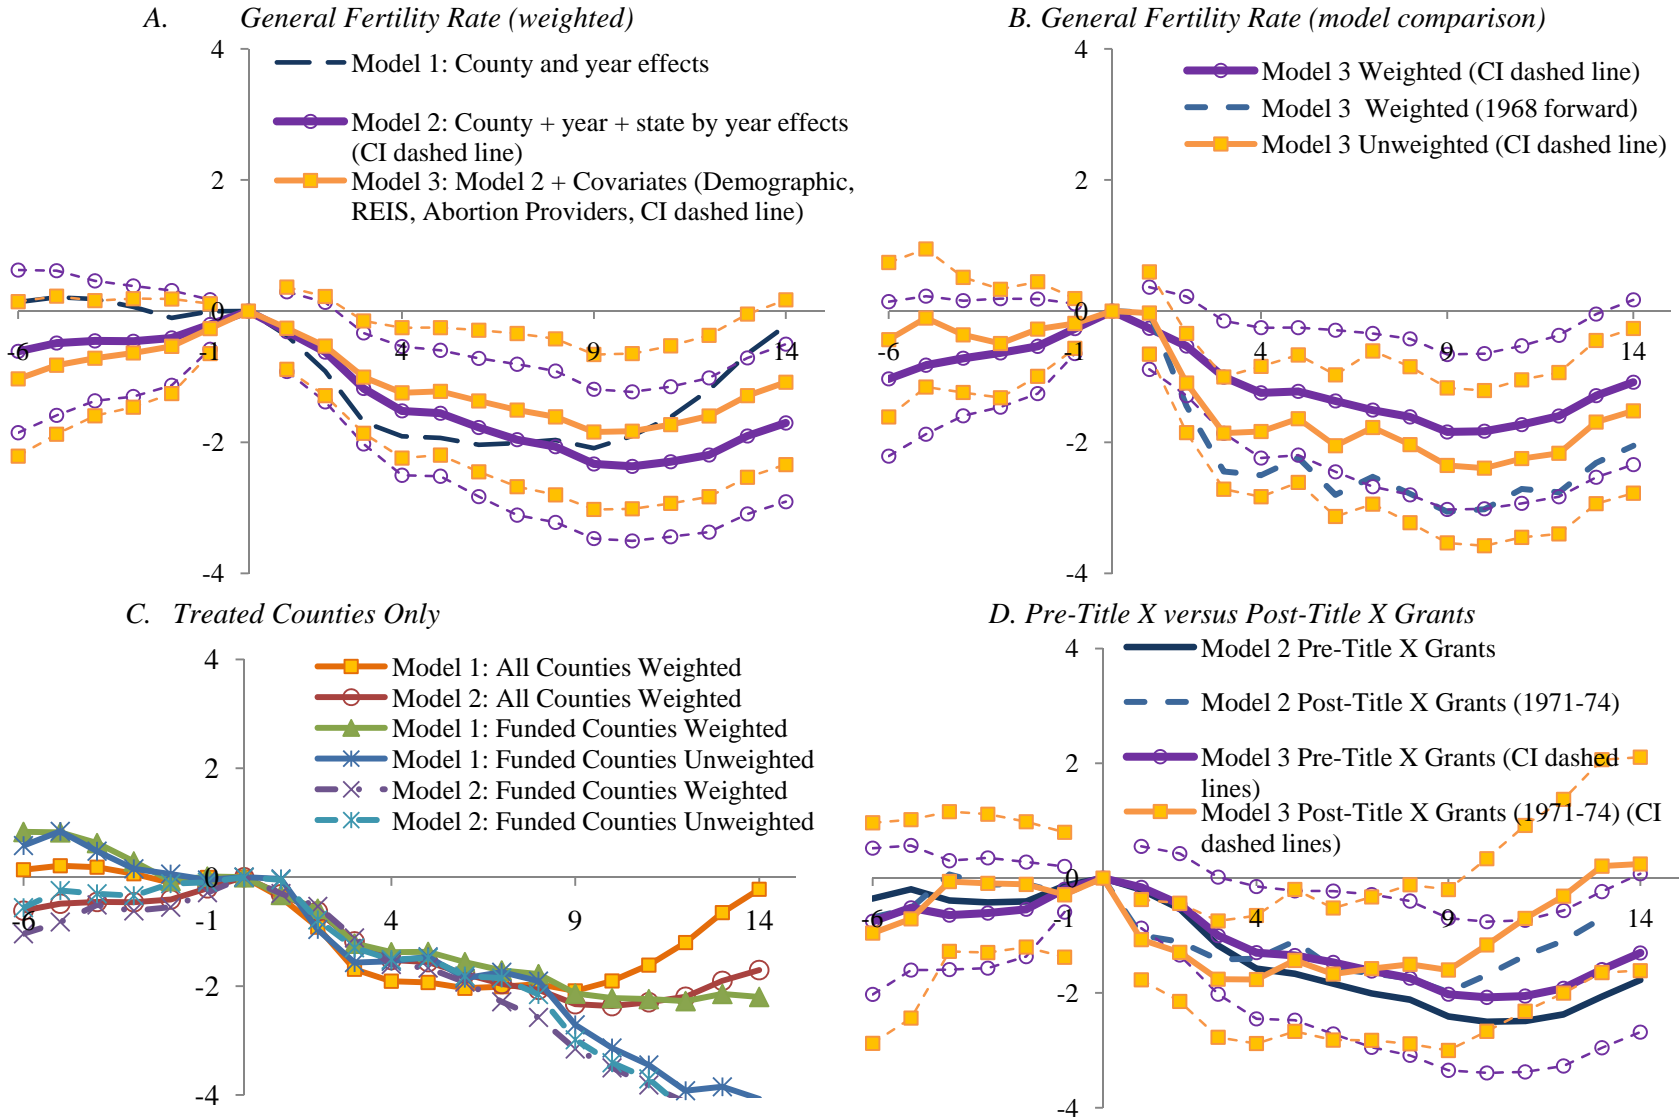 A. General Fertility Rate (weighted)
4
Model 1: County and year effects
Model 2: County + year + state by year effects
(CI dashed line)
2
Model 3: Model 2 + Covariates (Demographic,
REIS, Abortion Providers, CI dashed line)
0
-6 -1 4 9 14
-2
-4
B. General Fertility Rate (model comparison)
4
Model 3 Weighted (CI dashed line)
Model 3 Weighted (1968 forward)
Model 3 Unweighted (CI dashed line)
2
0
-6 -1 4 9 14
-2
-4
C. Treated Counties Only
4
Model 1: All Counties Weighted
Model 2: All Counties Weighted
Model 1: Funded Counties Weighted
Model 1: Funded Counties Unweighted
2
Model 2: Funded Counties Weighted
Model 2: Funded Counties Unweighted
0
-6 -1 4 9 14
-2
-4
D. Pre-Title X versus Post-Title X Grants
4
Model 2 Pre-Title X Grants
Model 2 Post-Title X Grants (1971-74)
2
Model 3 Pre-Title X Grants (CI dashed
lines)
Model 3 Post-Title X Grants (1971-74) (CI
dashed lines)
0
-6 -1 4 9 14
-2
-4